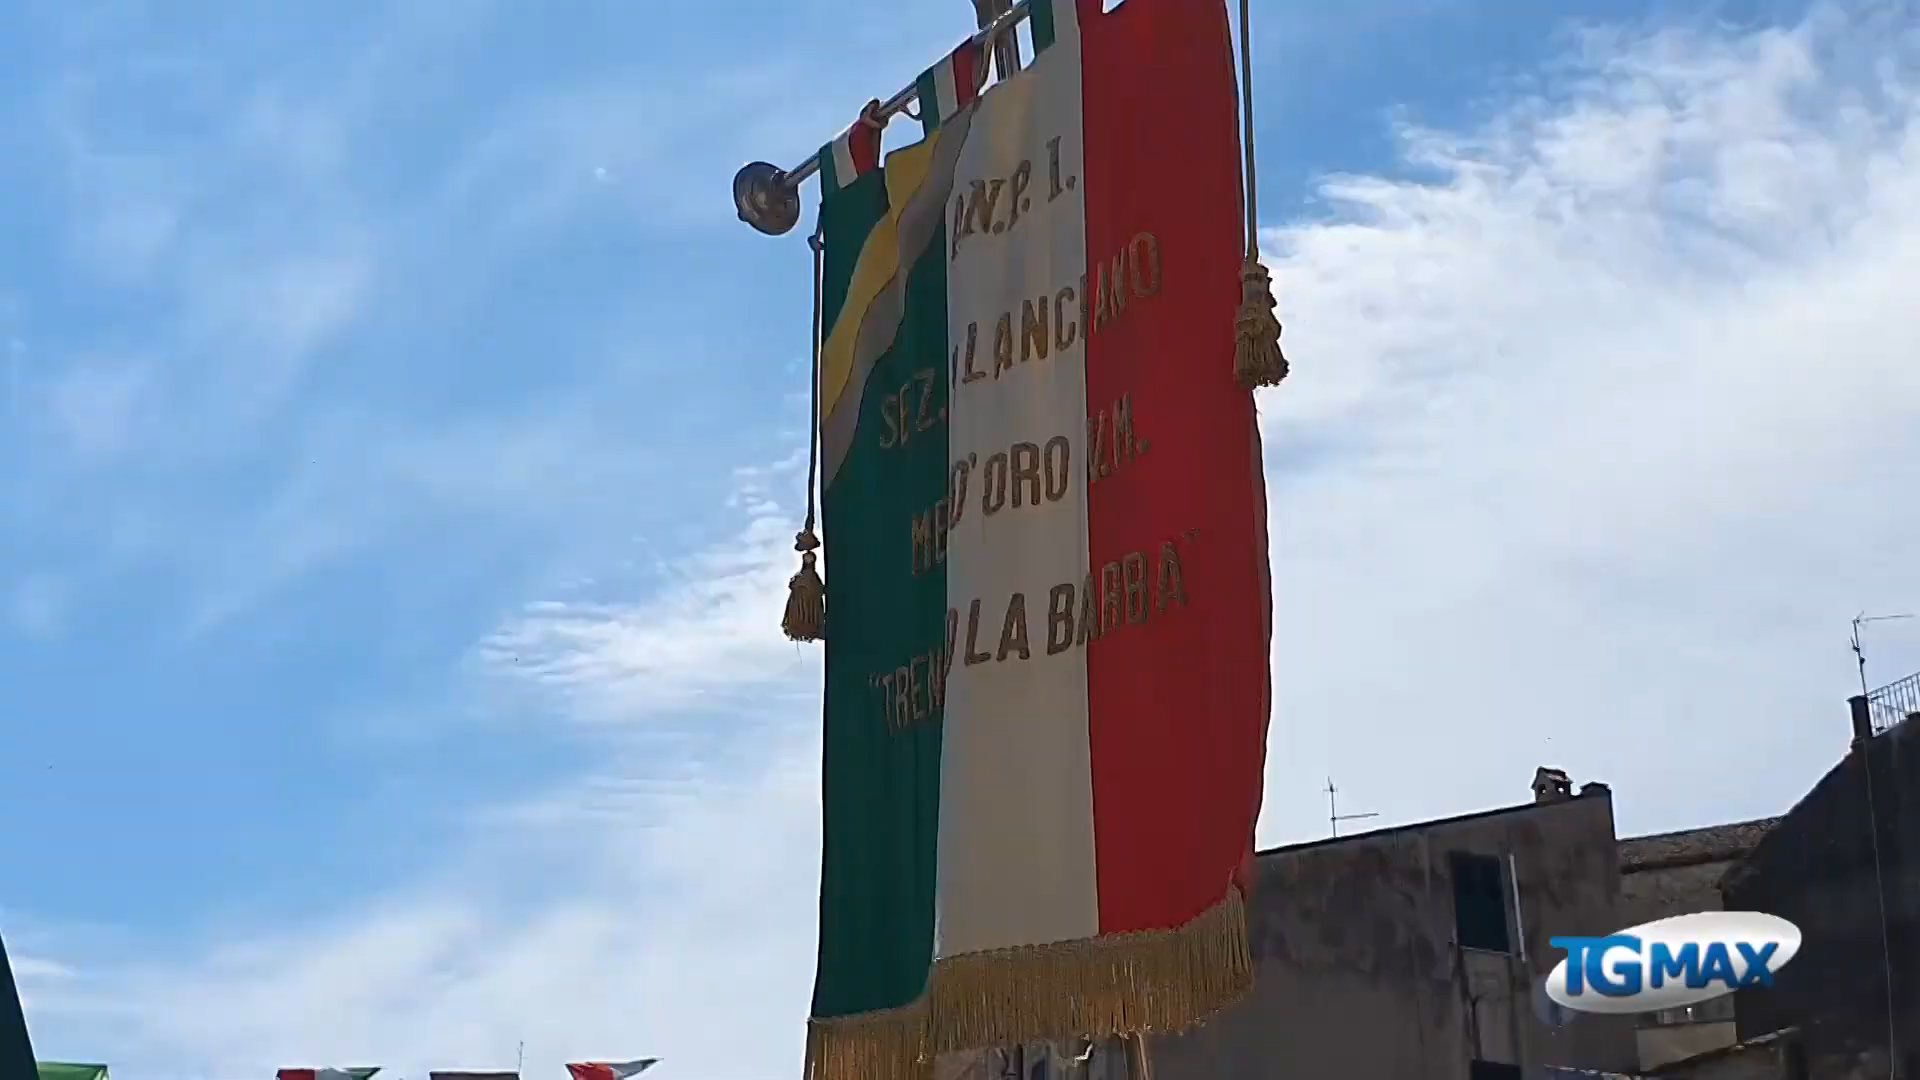 A.N.P.I.
SEZ. LANCIANO
MED'ORO V.M.
"TRENTO LA BARBA"
TGMAX